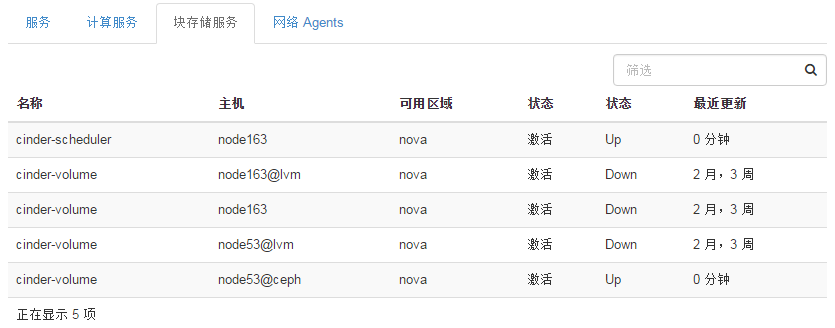 服务 计算服务 块存储服务 网络 Agents
筛选
名称 主机 可用区域 状态 状态 最近更新
cinder-scheduler node163 nova 激活 Up 0 分钟
cinder-volume node163@lvm nova 激活 Down 2 月，3 周
cinder-volume node163 nova 激活 Down 2 月，3 周
cinder-volume node53@lvm nova 激活 Down 2 月，3 周
cinder-volume node53@ceph nova 激活 Up 0 分钟
正在显示 5 项